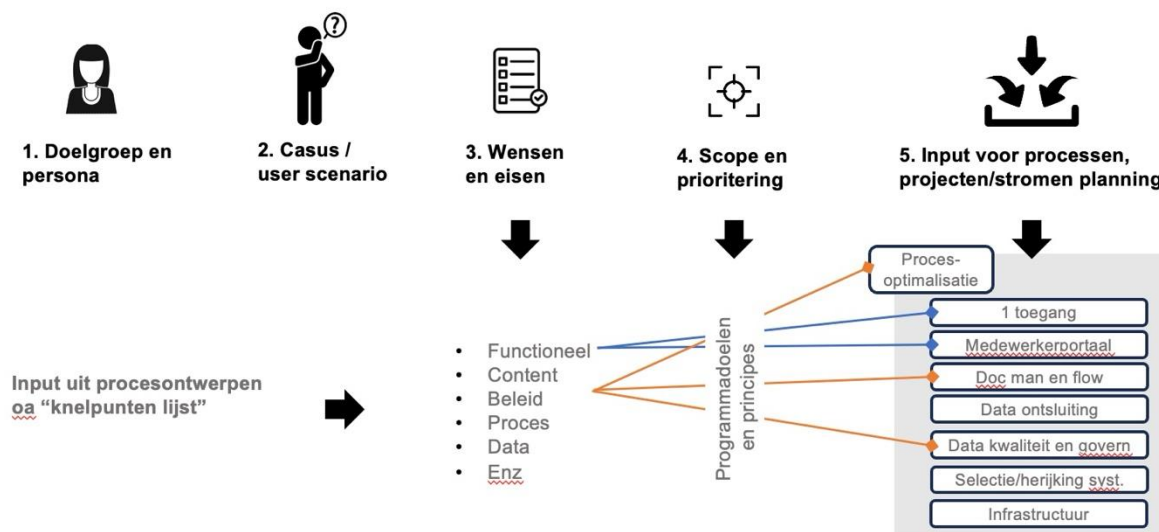 ?
1. Doelgroep en
persona
2. Casus /
user scenario
3. Wensen
en eisen
4. Scope en
prioritering
5. Input voor processen,
projecten/stromen planning
Input uit procesontwerpen
oa “knelpunten lijst”
• Functioneel
• Content
• Beleid
• Proces
• Data
• Enz
Programmadoelen
en principes
Proces-
optimalisatie
1 toegang
Medewerkerportaal
Doc man en flow
Data ontsluiting
Data kwaliteit en govern
Selectie/herijking syst.
Infrastructuur